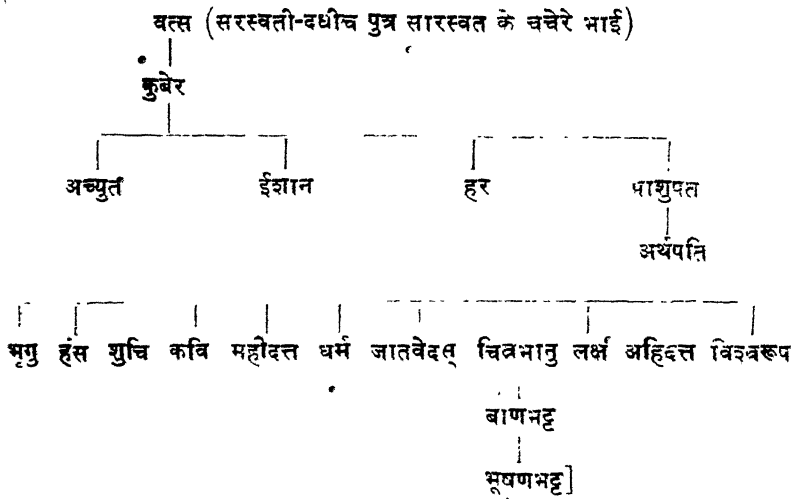 वत्स (सरस्वती-दधीच पुत्र सारस्वत के चचेरे भाई)
कुबेर
अच्युत ईशान हर पाशुपत
अर्थपति
भृगु हंस शुचि कवि महीदत्त धर्म जातवेदस् चित्रभानु लर्क्ष अहिदत्त विश्वरूप
बाणभट्ट
भूषणभट्ट]